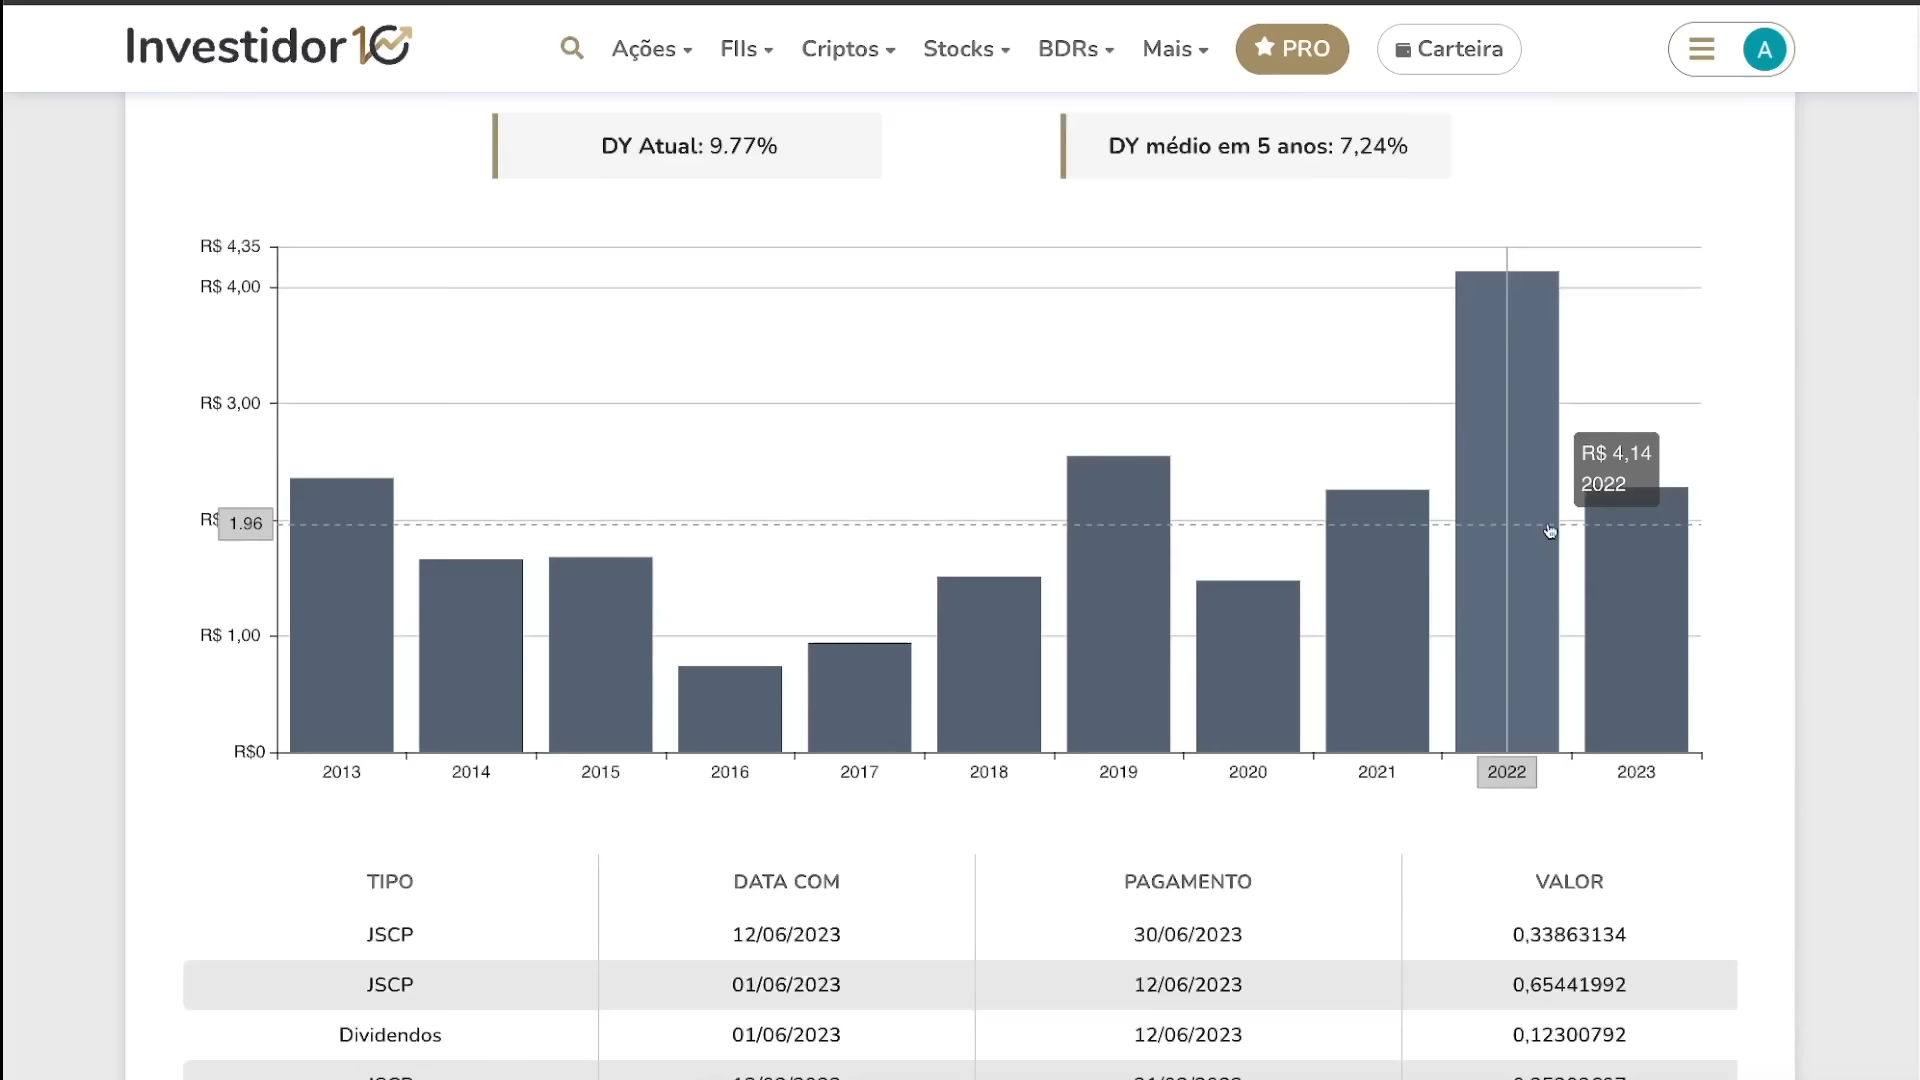 Investidor 10
Ações
FIIs
Criptos
Stocks
BDRs
Mais
PRO
Carteira
A
DY Atual: 9.77%
DY médio em 5 anos: 7,24%
R$ 4,35
R$ 4,00
R$ 3,00
R$
1.96
R$ 1,00
R$0
R$ 4,14
2022
2013 2014 2015 2016 2017 2018 2019 2020 2021 2022 2023
TIPO DATA COM PAGAMENTO VALOR
JSCP 12/06/2023 30/06/2023 0,33863134
JSCP 01/06/2023 12/06/2023 0,65441992
Dividendos 01/06/2023 12/06/2023 0,12300792